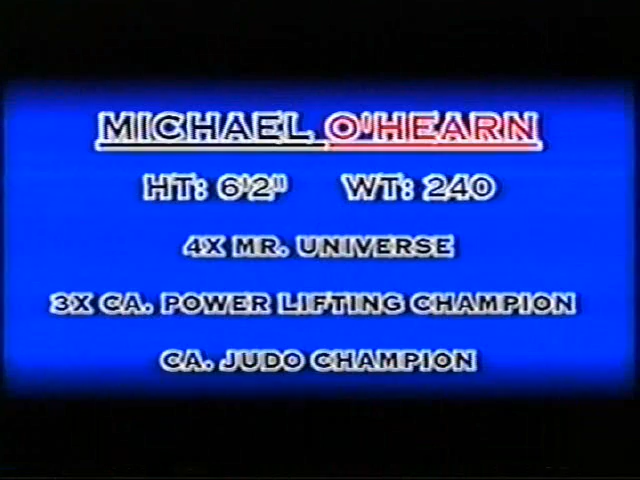 MICHAEL O'HEARN
HT: 6'2" WT: 240
4X MR. UNIVERSE
3X CA. POWER LIFTING CHAMPION
CA. JUDO CHAMPION